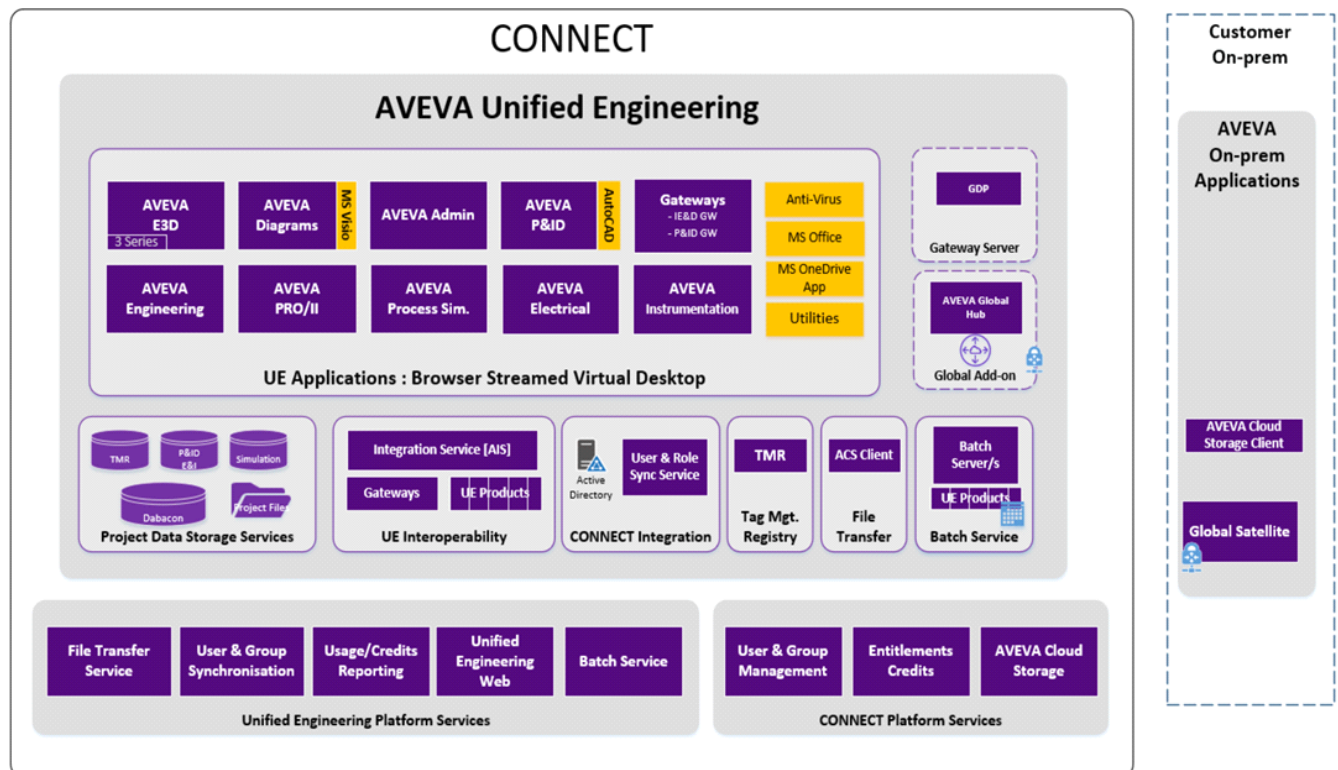 CONNECT
AVEVA Unified Engineering
AVEVA
E3D
3 Series
AVEVA
Diagrams
MS Visio
AVEVA Admin
AVEVA
P&ID
AutoCAD
Gateways
- IE&D GW
- P&ID GW
Anti-Virus
MS Office
MS OneDrive
App
Utilities
AVEVA
Engineering
AVEVA
PRO/II
AVEVA
Process Sim.
AVEVA
Electrical
AVEVA
Instrumentation
UE Applications : Browser Streamed Virtual Desktop
GDP
Gateway Server
AVEVA Global
Hub
Global Add-on
TMR
P&ID
E&I
Simulation
Dabacon
Project Files
Project Data Storage Services
Integration Service [AIS]
Gateways
UE Products
UE Interoperability
Active
Directory
User & Role
Sync Service
CONNECT Integration
TMR
Tag Mgt.
Registry
ACS Client
File
Transfer
Batch
Server/s
UE Products
Batch Service
File Transfer
Service
User & Group
Synchronisation
Usage/Credits
Reporting
Unified
Engineering
Web
Batch Service
Unified Engineering Platform Services
User & Group
Management
Entitlements
Credits
AVEVA Cloud
Storage
CONNECT Platform Services
Customer
On-prem
AVEVA
On-prem
Applications
AVEVA Cloud
Storage Client
Global Satellite